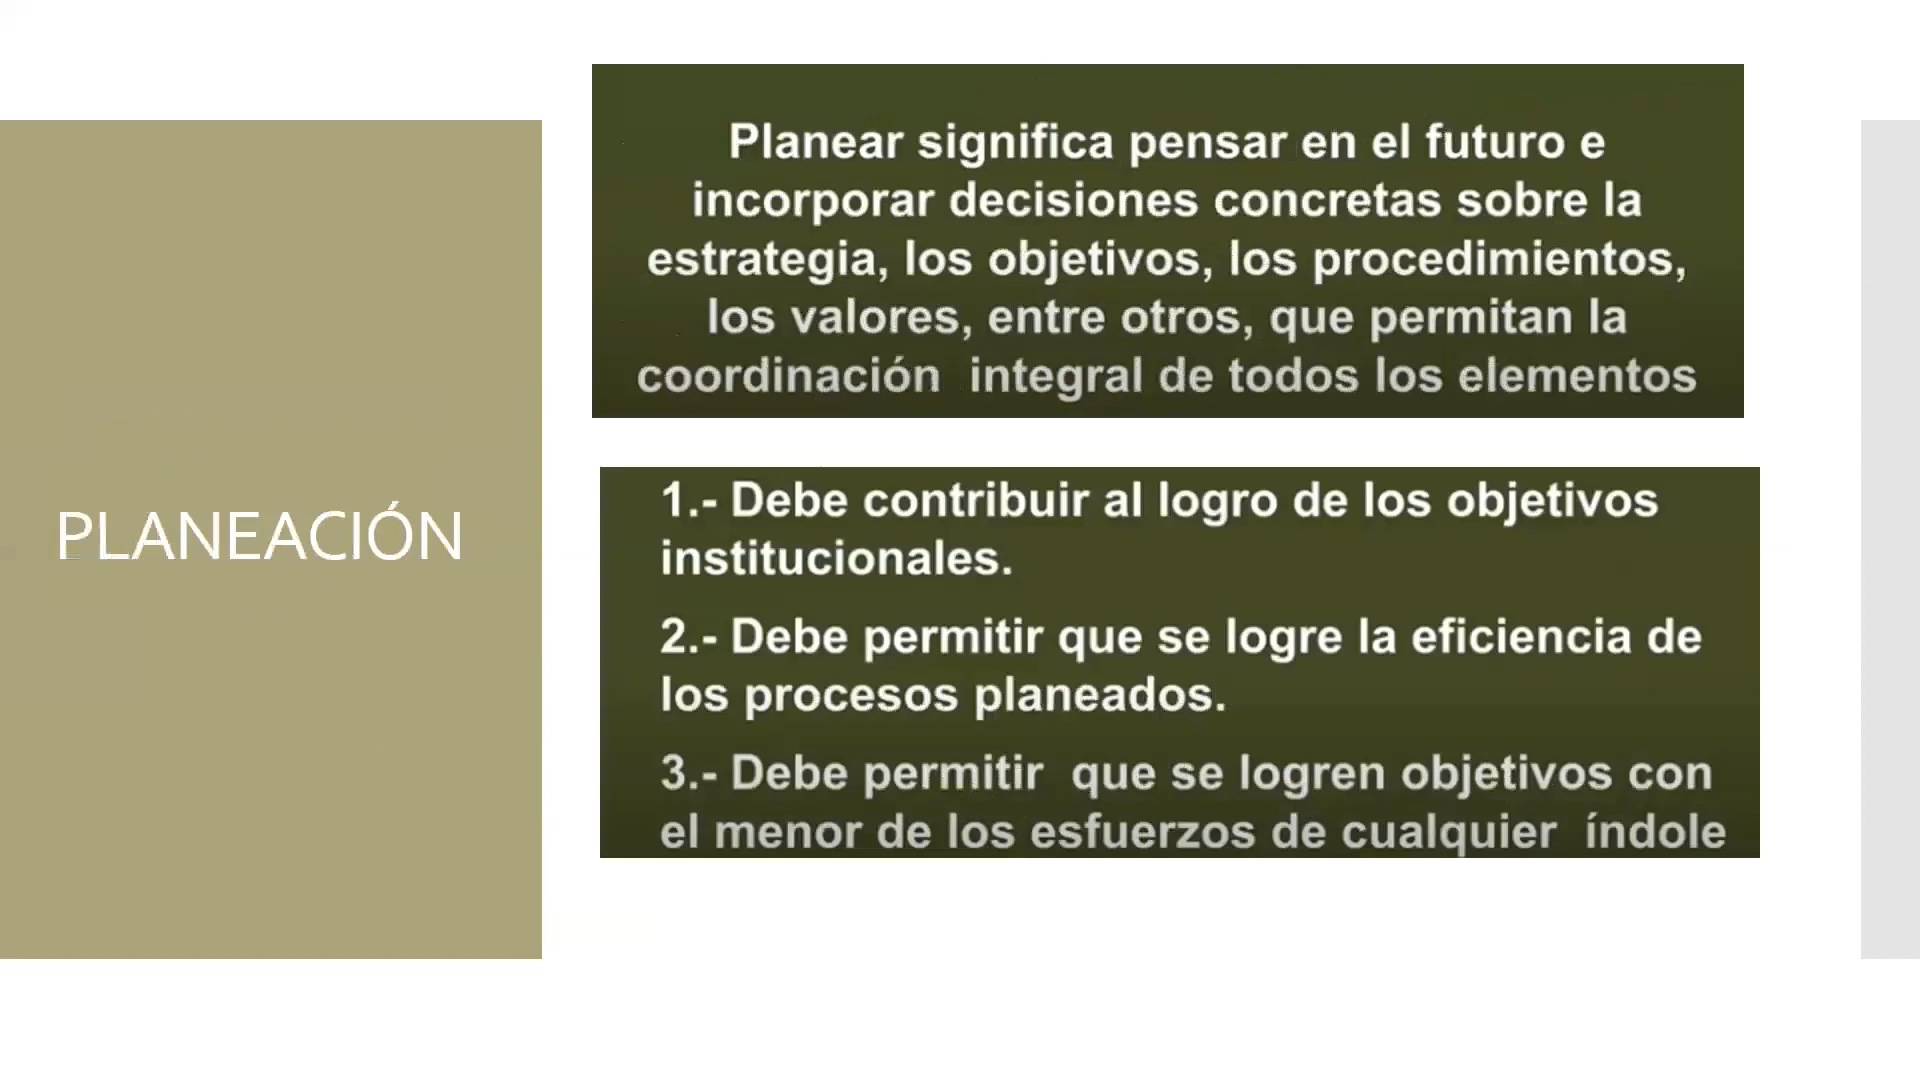 PLANEACIÓN
Planear significa pensar en el futuro e
incorporar decisiones concretas sobre la
estrategia, los objetivos, los procedimientos,
los valores, entre otros, que permitan la
coordinación integral de todos los elementos
1.- Debe contribuir al logro de los objetivos
institucionales.
2.- Debe permitir que se logre la eficiencia de
los procesos planeados.
3.- Debe permitir que se logren objetivos con
el menor de los esfuerzos de cualquier índole